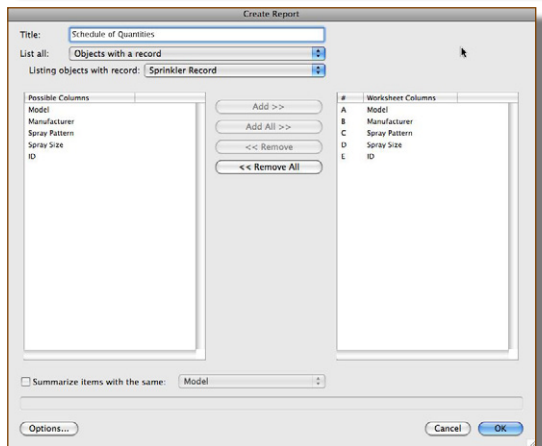 Create Report
Title: Schedule of Quantities
List all: Objects with a record
Listing objects with record: Sprinkler Record
Possible Columns
Model
Manufacturer
Spray Pattern
Spray Size
ID
Add >>
Add All >>
<< Remove
<< Remove All
# Worksheet Columns
A Model
B Manufacturer
C Spray Pattern
D Spray Size
E ID
Summarize items with the same: Model
Options...
Cancel
OK